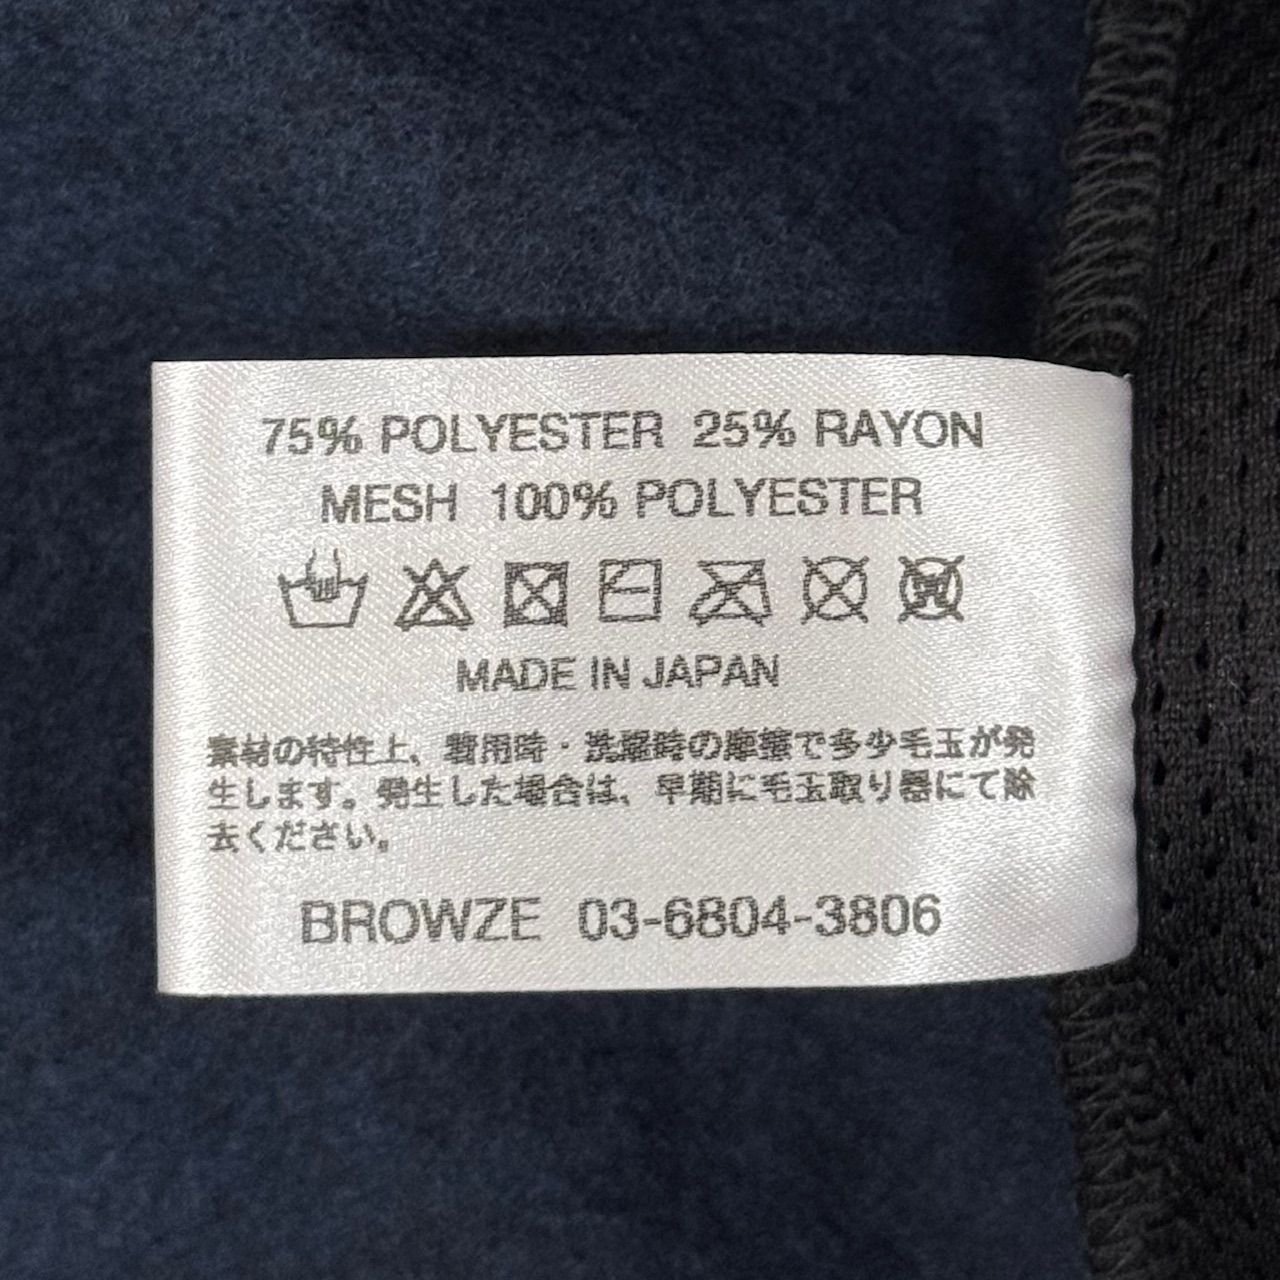 75% POLYESTER 25% RAYON
MESH 100% POLYESTER
MADE IN JAPAN
素材の特性上、着用時・洗濯時の摩擦で多少毛玉が発
生します。発生した場合は、早期に毛玉取り器にて除
去ください。
BROWZE 03-6804-3806